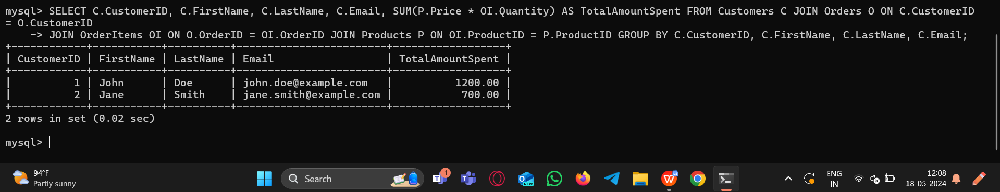 mysql> SELECT C.CustomerID, C.FirstName, C.LastName, C.Email, SUM(P.Price * OI.Quantity) AS TotalAmountSpent FROM Customers C JOIN Orders O ON C.CustomerID
= O.CustomerID
    -> JOIN OrderItems OI ON O.OrderID = OI.OrderID JOIN Products P ON OI.ProductID = P.ProductID GROUP BY C.CustomerID, C.FirstName, C.LastName, C.Email;
+------------+-----------+----------+------------------------+------------------+
| CustomerID | FirstName | LastName | Email                  | TotalAmountSpent |
+------------+-----------+----------+------------------------+------------------+
|          1 | John      | Doe      | john.doe@example.com   |          1200.00 |
|          2 | Jane      | Smith    | jane.smith@example.com |           700.00 |
+------------+-----------+----------+------------------------+------------------+
2 rows in set (0.02 sec)
mysql>
94°F
Partly sunny
Search
1
NEW
ENG
IN
12:08
18-05-2024